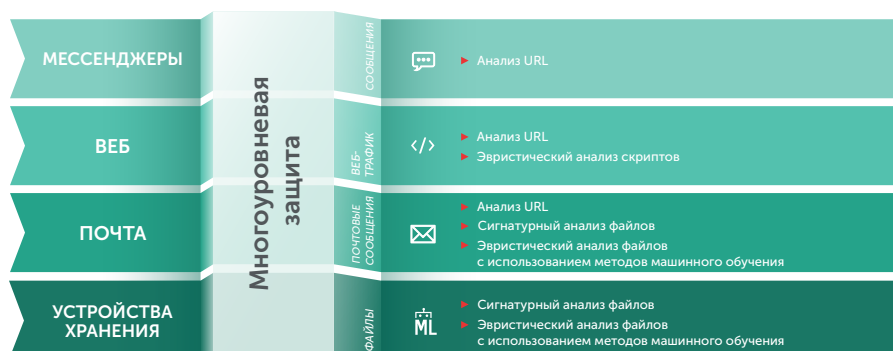 МЕССЕНДЖЕРЫ
Многоуровневая
защита
СООБЩЕНИЯ
Анализ URL
ВЕБ
ВЕБ-
ТРАФИК
</>
Анализ URL
Эвристический анализ скриптов
ПОЧТА
ПОЧТОВЫЕ
СООБЩЕНИЯ
Анализ URL
Сигнатурный анализ файлов
Эвристический анализ файлов
с использованием методов машинного обучения
УСТРОЙСТВА
ХРАНЕНИЯ
ФАЙЛЫ
ML
Сигнатурный анализ файлов
Эвристический анализ файлов
с использованием методов машинного обучения